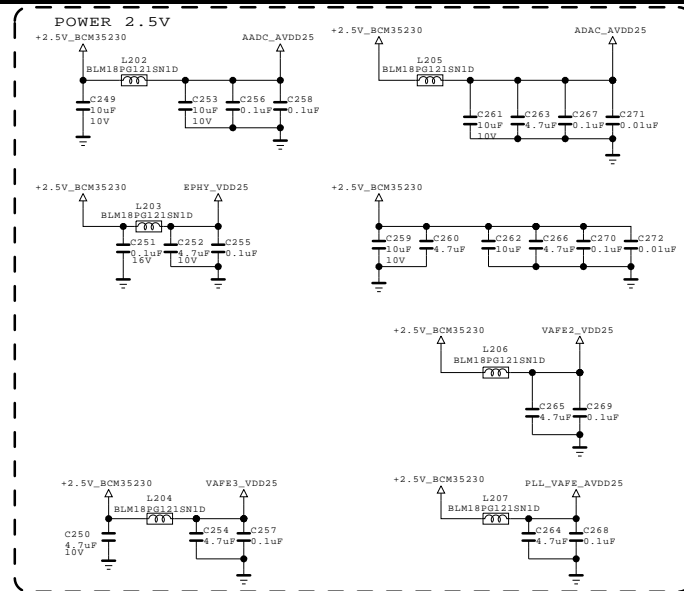 POWER 2.5V
+2.5V_BCM35230
AADC_AVDD25
L202
BLM18PG121SN1D
C249
10uF
10V
C253
10uF
10V
C256
0.1uF
C258
0.1uF
+2.5V_BCM35230
ADAC_AVDD25
L205
BLM18PG121SN1D
C261
10uF
10V
C263
4.7uF
C267
0.1uF
C271
0.01uF
+2.5V_BCM35230
EPHY_VDD25
L203
BLM18PG121SN1D
C251
0.1uF
16V
C252
4.7uF
10V
C255
0.1uF
+2.5V_BCM35230
C259
10uF
10V
C260
4.7uF
C262
10uF
C266
4.7uF
C270
0.1uF
C272
0.01uF
+2.5V_BCM35230
VAFE2_VDD25
L206
BLM18PG121SN1D
C265
4.7uF
C269
0.1uF
+2.5V_BCM35230
VAFE3_VDD25
L204
BLM18PG121SN1D
C250
4.7uF
10V
C254
4.7uF
C257
0.1uF
+2.5V_BCM35230
PLL_VAFE_AVDD25
L207
BLM18PG121SN1D
C264
4.7uF
C268
0.1uF